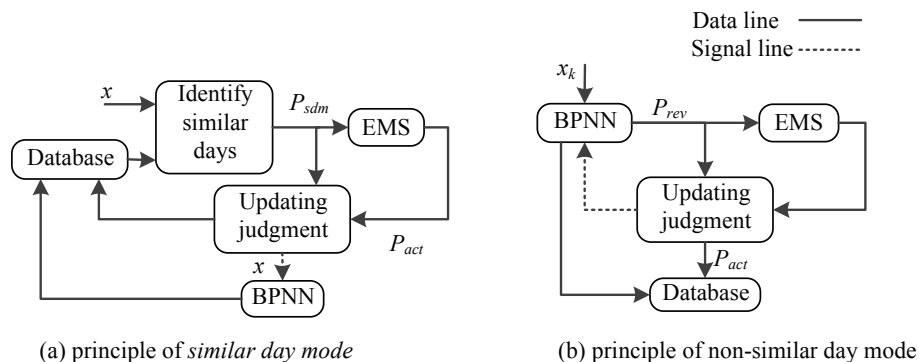 Data line
Signal line
x
Identify
similar
days
P_sdm
EMS
Database
Updating
judgment
P_act
x
BPNN
(a) principle of similar day mode
x_k
BPNN
P_rev
EMS
Updating
judgment
P_act
Database
(b) principle of non-similar day mode